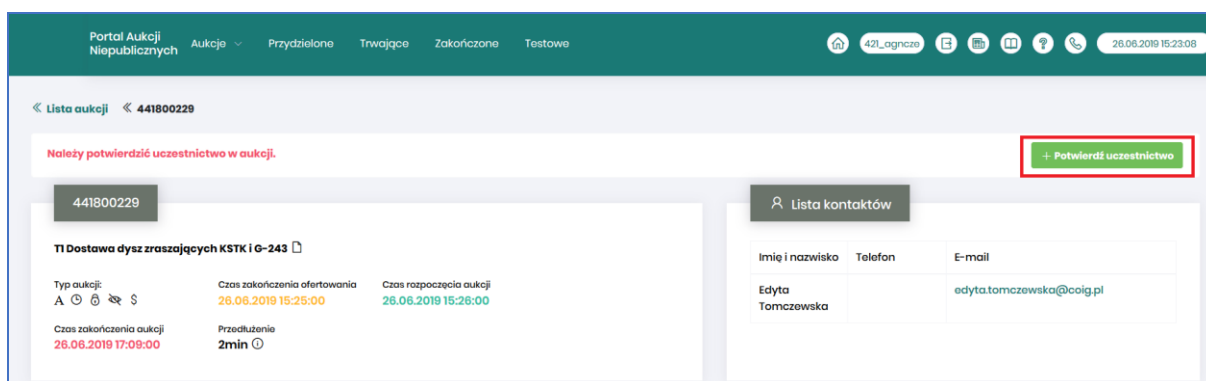 Portal Aukcji
Niepublicznych
Aukcje Przydzielone Trwające Zakończone Testowe 421_agncze ? 26.06.2019 15:23:08
« Lista aukcji « 441800229
Należy potwierdzić uczestnictwo w aukcji. + Potwierdź uczestnictwo
441800229
T1 Dostawa dysz zraszających KSTK i G-243
Typ aukcji: Czas zakończenia ofertowania Czas rozpoczęcia aukcji
A $ 26.06.2019 15:25:00 26.06.2019 15:26:00
Czas zakończenia aukcji Przedłużenie
26.06.2019 17:09:00 2min
Lista kontaktów
Imię i nazwisko Telefon E-mail
Edyta edyta.tomczewska@coig.pl
Tomczewska